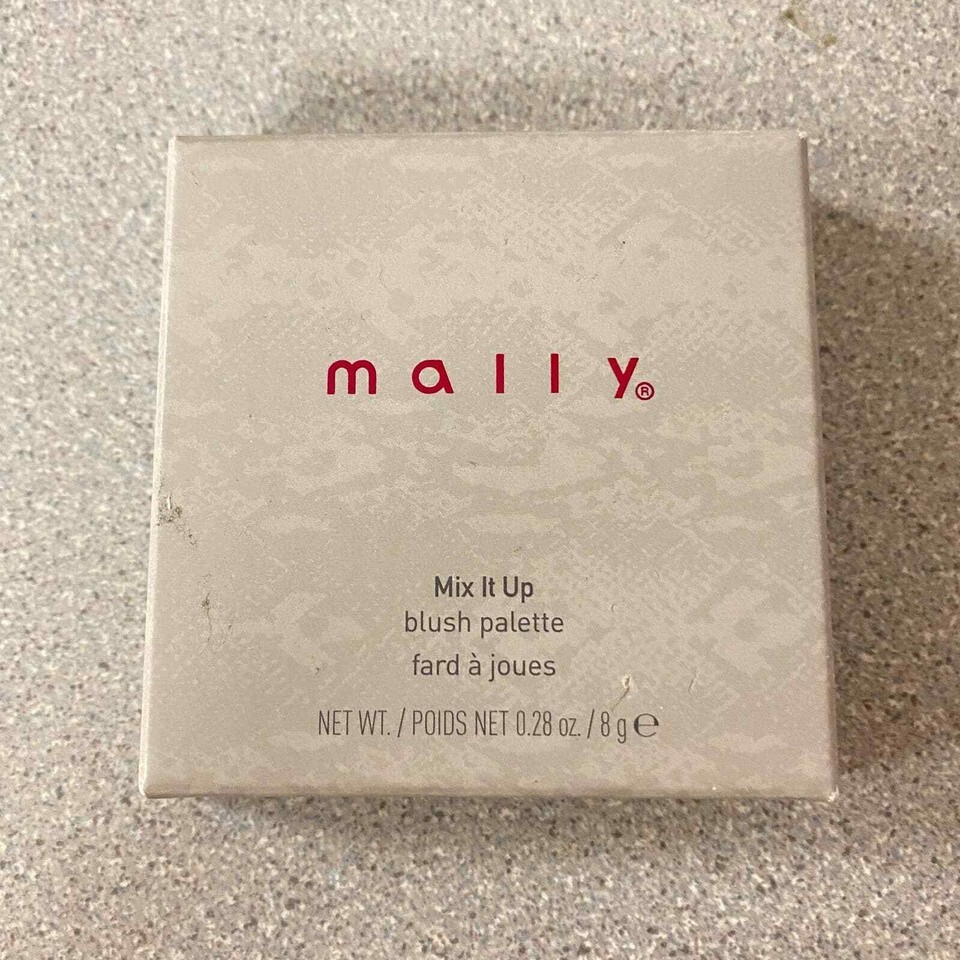 mally®
Mix It Up
blush palette
fard à joues
NET WT. / POIDS NET 0.28 oz. / 8 g ℮